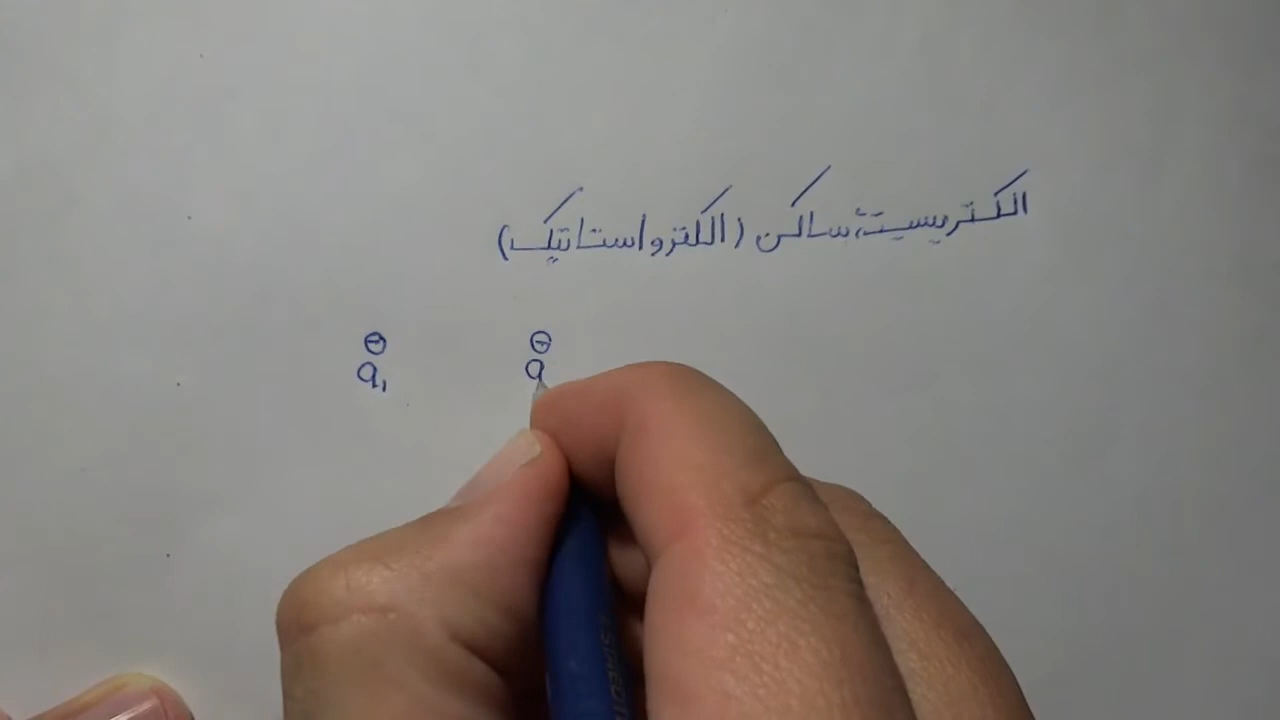 الکتریسیته ساکن (الکترواستاتیک)
⊖ ⊖
q₁ q